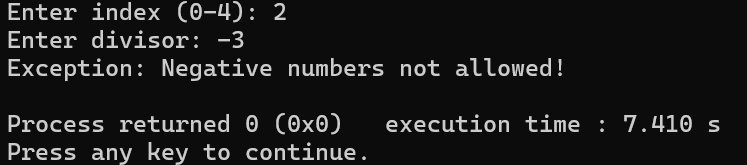 Enter index (0-4): 2
Enter divisor: -3
Exception: Negative numbers not allowed!
Process returned 0 (0x0)   execution time : 7.410 s
Press any key to continue.